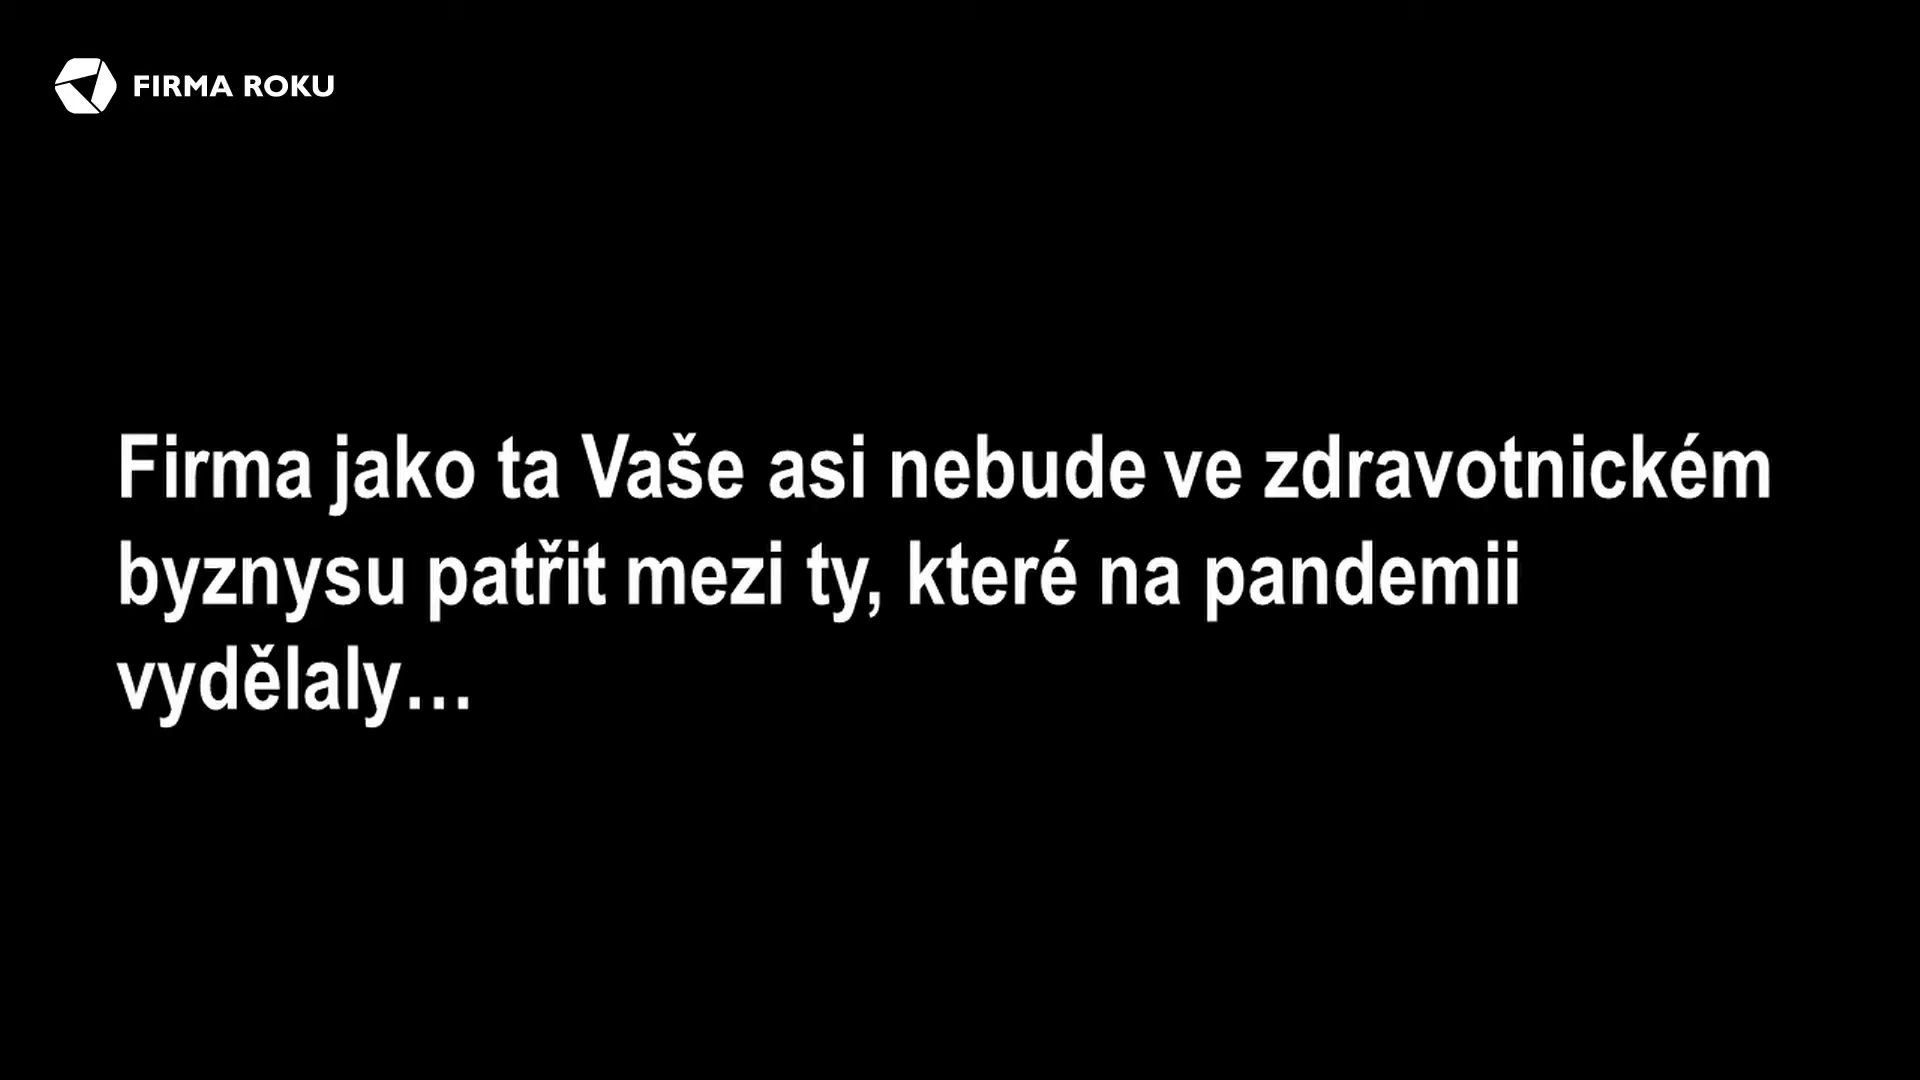 FIRMA ROKU
Firma jako ta Vaše asi nebude ve zdravotnickém
byznysu patřit mezi ty, které na pandemii
vydělaly…